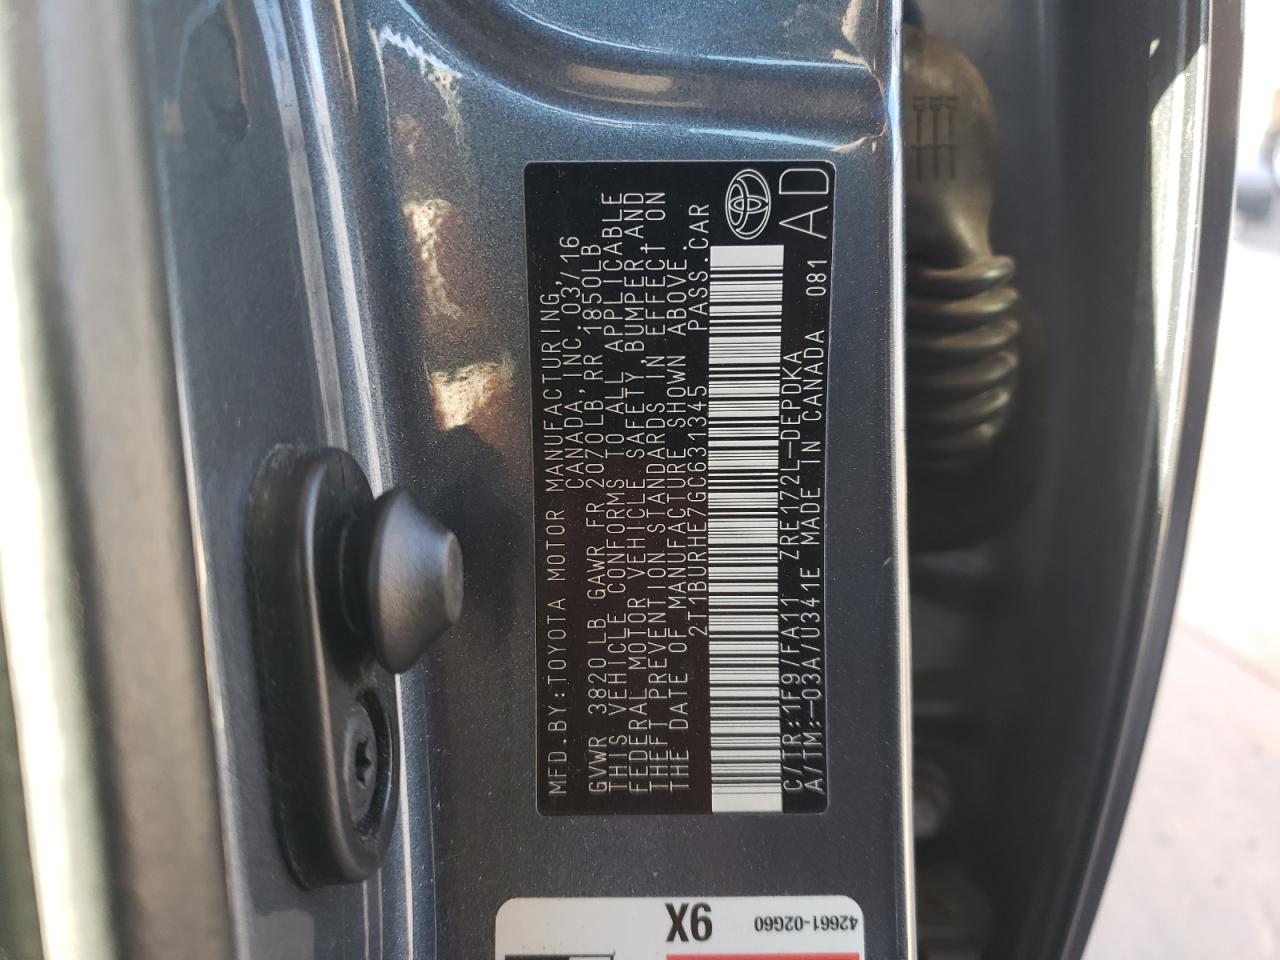 MFD.BY:TOYOTA MOTOR MANUFACTURING
CANADA,INC.03/16
GVWR 3820LB GAWR FR 2070LB,RR 1850LB
THIS VEHICLE CONFORMS TO ALL APPLICABLE
FEDERAL MOTOR VEHICLE SAFETY,BUMPER,AND
THEFT PREVENTION STANDARDS IN EFFECT ON
THE DATE OF MANUFACTURE SHOWN ABOVE.
2T1BURHE7GC631345 PASS.CAR
C/TR:1F9/FA11 ZRE172L-DEPDKA
A/TM:-03A/U341E MADE IN CANADA 081
AD
9X
42661-02G60